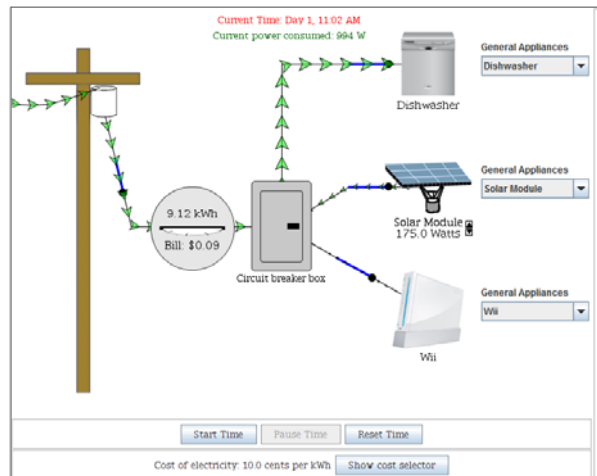 Current Time: Day 1, 11:02 AM
Current power consumed: 994 W
General Appliances
Dishwasher
Dishwasher
General Appliances
Solar Module
9.12 kWh
Solar Module
175.0 Watts
Bill: $0.09
Circuit breaker box
General Appliances
Wii
Wii
Start Time Pause Time Reset Time
Cost of electricity: 10.0 cents per kWh Show cost selector